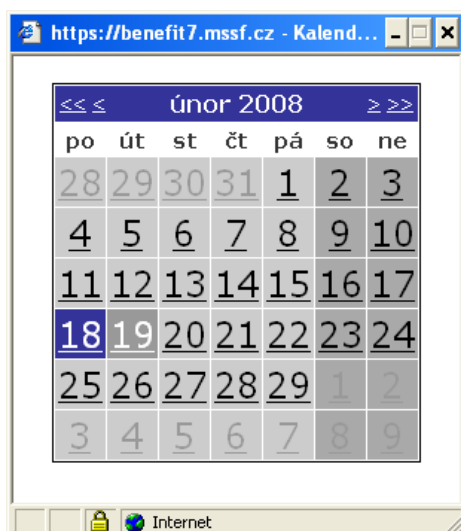 https://benefit7.mssf.cz - Kalend...
<< < únor 2008 > >>
po út st čt pá so ne
28 29 30 31 1 2 3
4 5 6 7 8 9 10
11 12 13 14 15 16 17
18 19 20 21 22 23 24
25 26 27 28 29 1 2
3 4 5 6 7 8 9
Internet